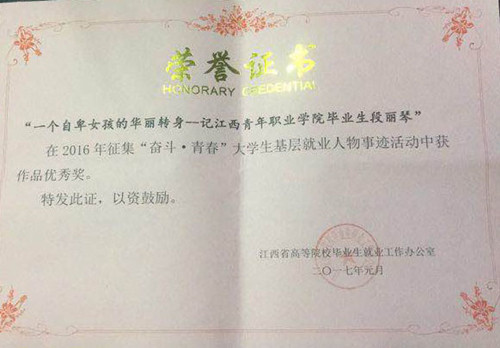 荣誉证书
HONORARY CREDENTIAL
“一个自卑女孩的华丽转身—记江西青年职业学院毕业生段丽琴”
在2016年征集“奋斗·青春”大学生基层就业人物事迹活动中获
作品优秀奖。
特发此证，以资鼓励。
江西省高等院校毕业生就业工作办公室
二〇一七年元月